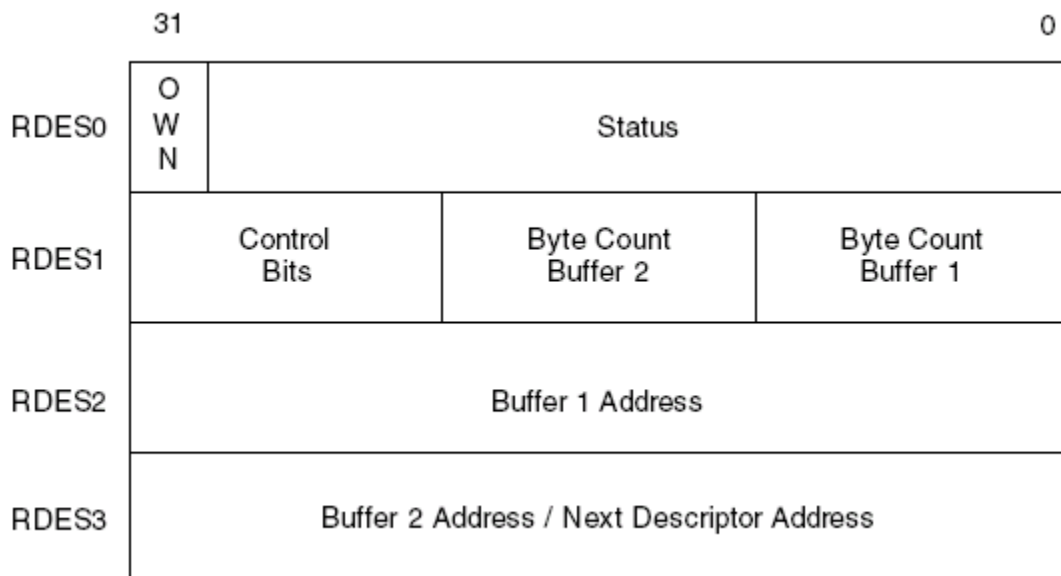 31 0
O
W
N
RDES0 Status
Control Byte Count Byte Count
RDES1
Bits Buffer 2 Buffer 1
RDES2 Buffer 1 Address
RDES3 Buffer 2 Address / Next Descriptor Address